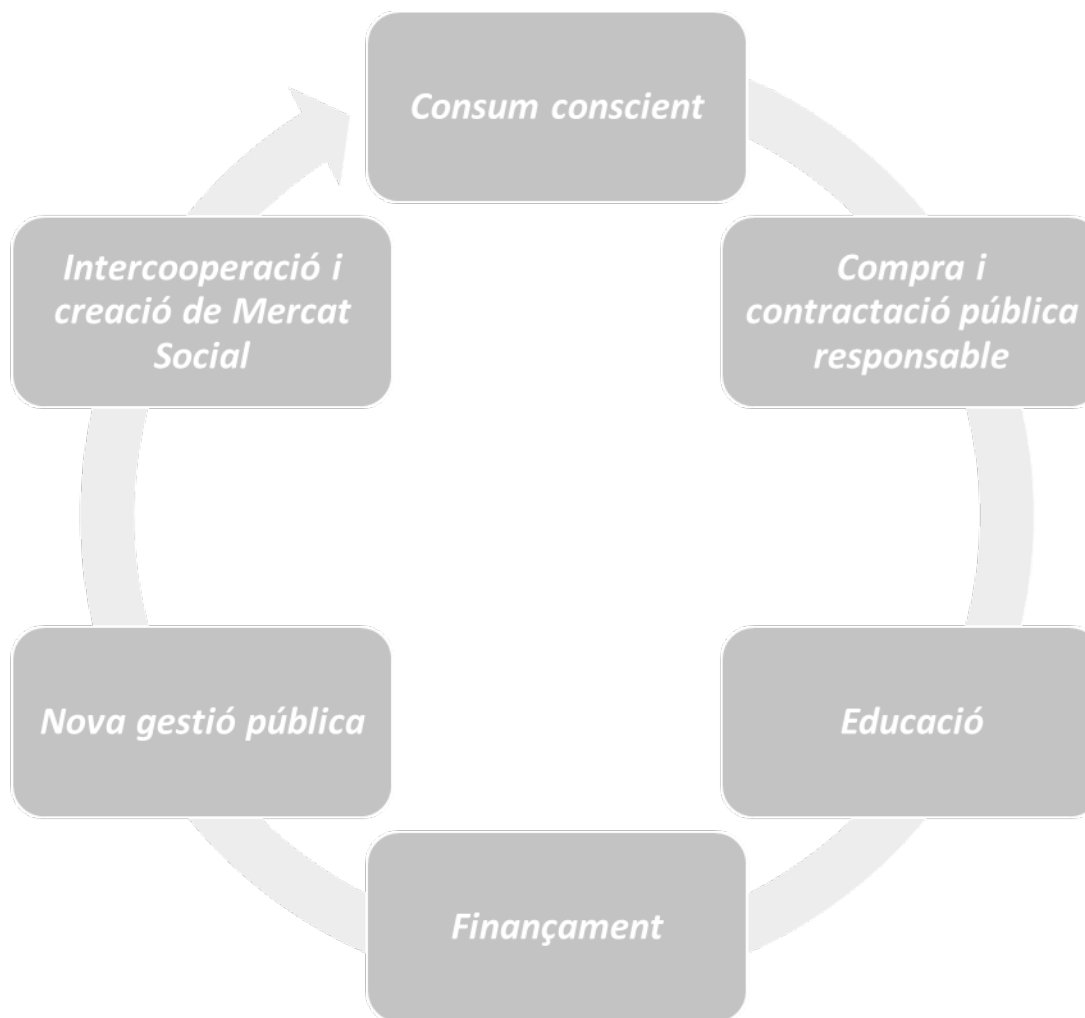 Consum conscient
Compra i
contractació pública
responsable
Educació
Finançament
Nova gestió pública
Intercooperació i
creació de Mercat
Social